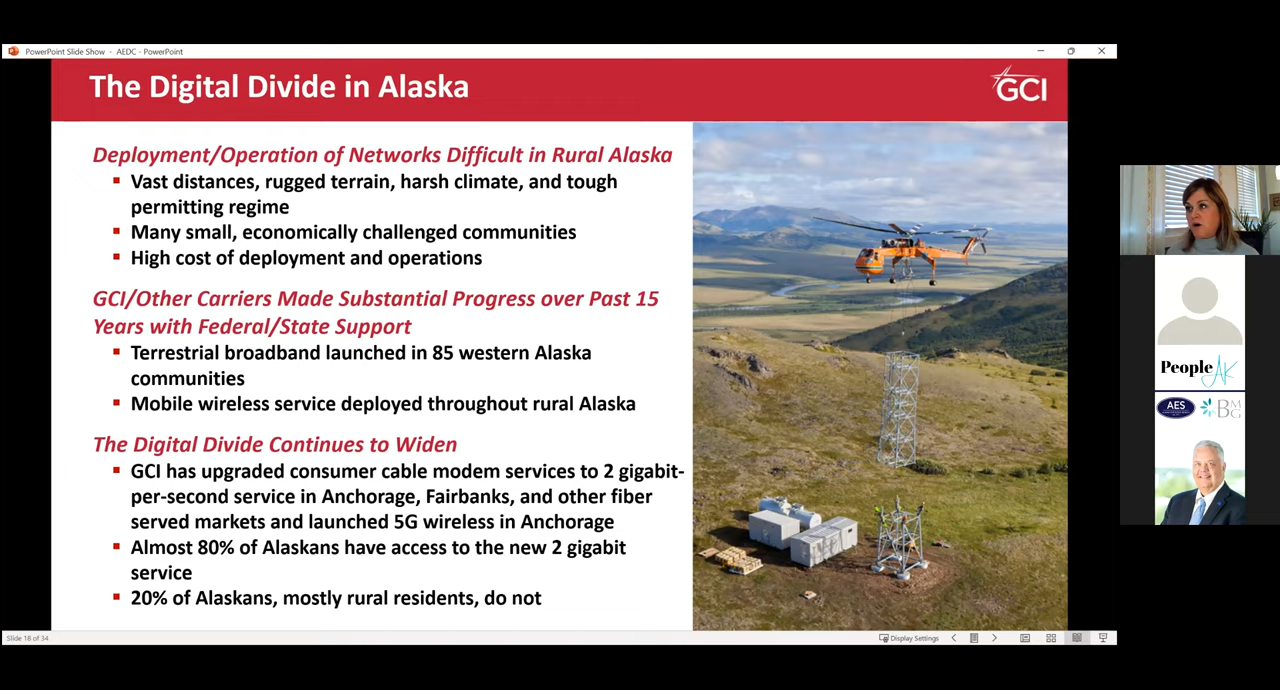 PowerPoint Slide Show - AEDC - PowerPoint
The Digital Divide in Alaska
GCI
Deployment/Operation of Networks Difficult in Rural Alaska
Vast distances, rugged terrain, harsh climate, and tough
permitting regime
Many small, economically challenged communities
High cost of deployment and operations
GCI/Other Carriers Made Substantial Progress over Past 15
Years with Federal/State Support
Terrestrial broadband launched in 85 western Alaska
communities
Mobile wireless service deployed throughout rural Alaska
The Digital Divide Continues to Widen
GCI has upgraded consumer cable modem services to 2 gigabit-
per-second service in Anchorage, Fairbanks, and other fiber
served markets and launched 5G wireless in Anchorage
Almost 80% of Alaskans have access to the new 2 gigabit
service
20% of Alaskans, mostly rural residents, do not
Slide 18 of 34
Display Settings
People AK
AES
BMG